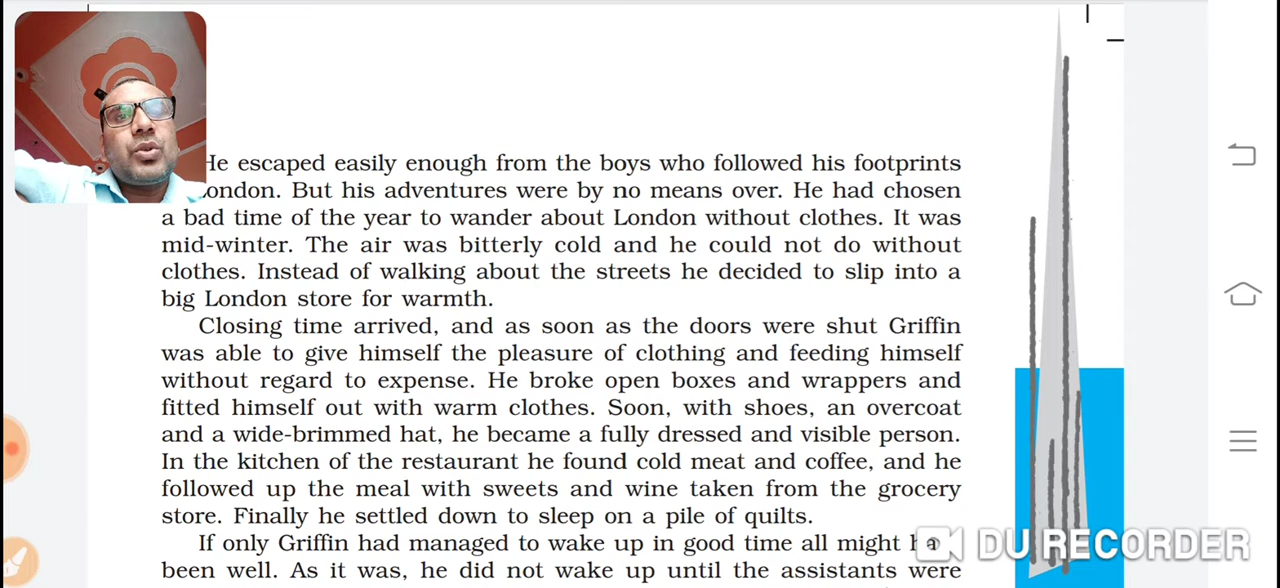 He escaped easily enough from the boys who followed his footprints
London. But his adventures were by no means over. He had chosen
a bad time of the year to wander about London without clothes. It was
mid-winter. The air was bitterly cold and he could not do without
clothes. Instead of walking about the streets he decided to slip into a
big London store for warmth.
Closing time arrived, and as soon as the doors were shut Griffin
was able to give himself the pleasure of clothing and feeding himself
without regard to expense. He broke open boxes and wrappers and
fitted himself out with warm clothes. Soon, with shoes, an overcoat
and a wide-brimmed hat, he became a fully dressed and visible person.
In the kitchen of the restaurant he found cold meat and coffee, and he
followed up the meal with sweets and wine taken from the grocery
store. Finally he settled down to sleep on a pile of quilts.
If only Griffin had managed to wake up in good time all might ha
been well. As it was, he did not wake up until the assistants were
DU RECORDER